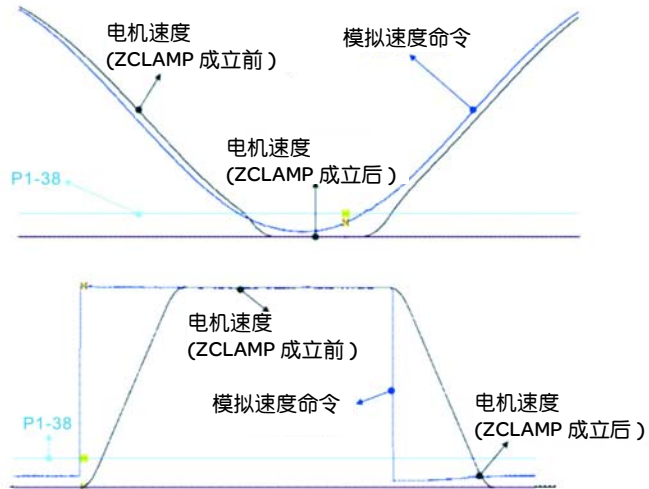 电机速度
(ZCLAMP 成立前)
模拟速度命令
电机速度
(ZCLAMP 成立后)
P1-38
电机速度
(ZCLAMP 成立前)
模拟速度命令
电机速度
(ZCLAMP 成立后)
P1-38